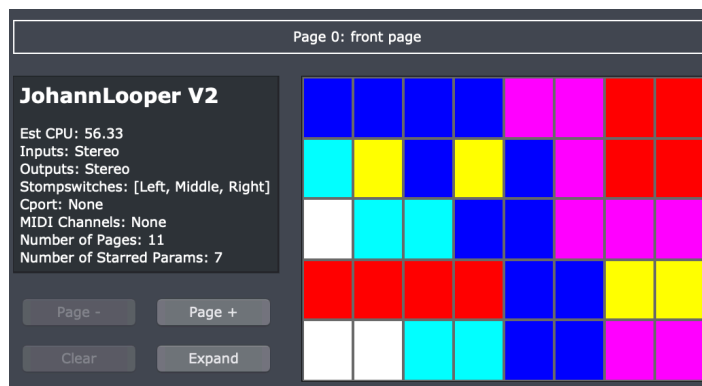 Page 0: front page
JohannLooper V2
Est CPU: 56.33
Inputs: Stereo
Outputs: Stereo
Stompswitches: [Left, Middle, Right]
Cport: None
MIDI Channels: None
Number of Pages: 11
Number of Starred Params: 7
Page -
Page +
Clear
Expand